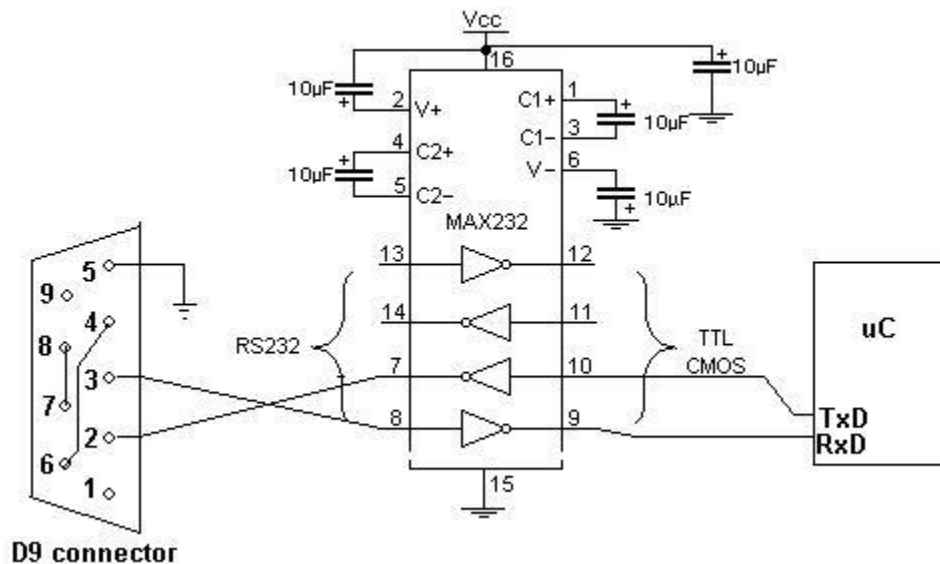 Vcc
16
10µF
+
2
V+
1
C1+
+
10µF
3
C1−
+
10µF
4
C2+
+
10µF
5
C2−
6
V−
10µF
+
MAX232
13
12
14
11
RS232
TTL
CMOS
7
10
8
9
15
uC
TxD
RxD
5
9
4
8
3
7
2
6
1
D9 connector